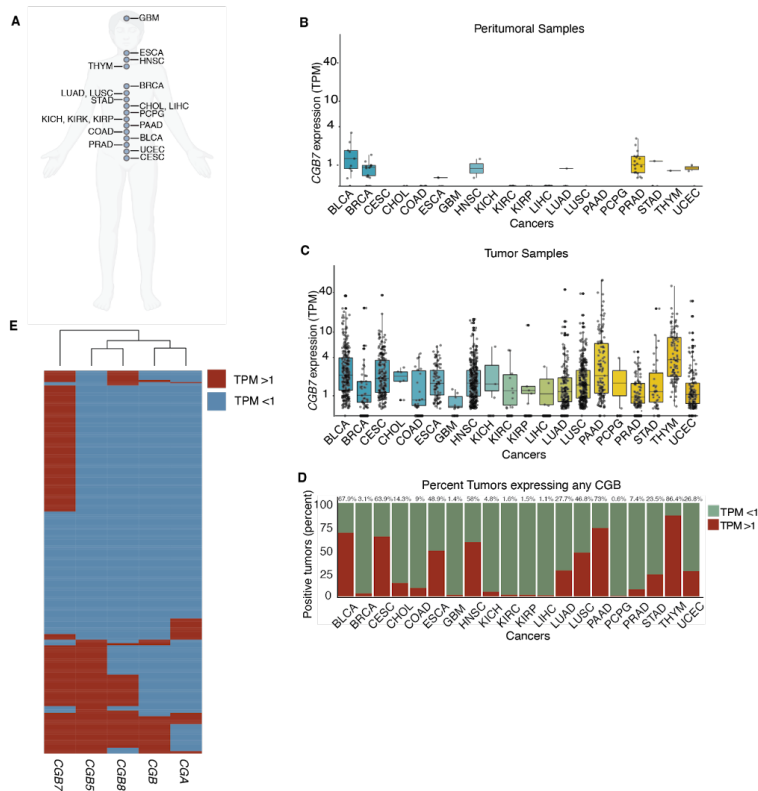 A
GBM
ESCA
HNSC
THYM
BRCA
LUAD, LUSC
STAD
CHOL, LIHC
PCPG
KICH, KIRK, KIRP
PAAD
COAD
BLCA
PRAD
UCEC
CESC
B
Peritumoral Samples
CGB7 expression (TPM)
40
10
4
1
BLCA BRCA CESC CHOL COAD ESCA GBM HNSC KICH KIRC KIRP LIHC LUAD LUSC PAAD PCPG PRAD STAD THYM UCEC
Cancers
C
Tumor Samples
CGB7 expression (TPM)
40
10
4
1
BLCA BRCA CESC CHOL COAD ESCA GBM HNSC KICH KIRC KIRP LIHC LUAD LUSC PAAD PCPG PRAD STAD THYM UCEC
Cancers
D
Percent Tumors expressing any CGB
67.9% 3.1% 63.9% 14.3% 9% 48.9% 1.4% 58% 4.8% 1.6% 1.5% 1.1% 27.7% 46.8% 73% 0.6% 7.4% 23.5% 86.4% 26.8%
Positive tumors (percent)
100
75
50
25
0
TPM <1
TPM >1
BLCA BRCA CESC CHOL COAD ESCA GBM HNSC KICH KIRC KIRP LIHC LUAD LUSC PAAD PCPG PRAD STAD THYM UCEC
Cancers
E
TPM >1
TPM <1
CGB7 CGB5 CGB8 CGB CGA